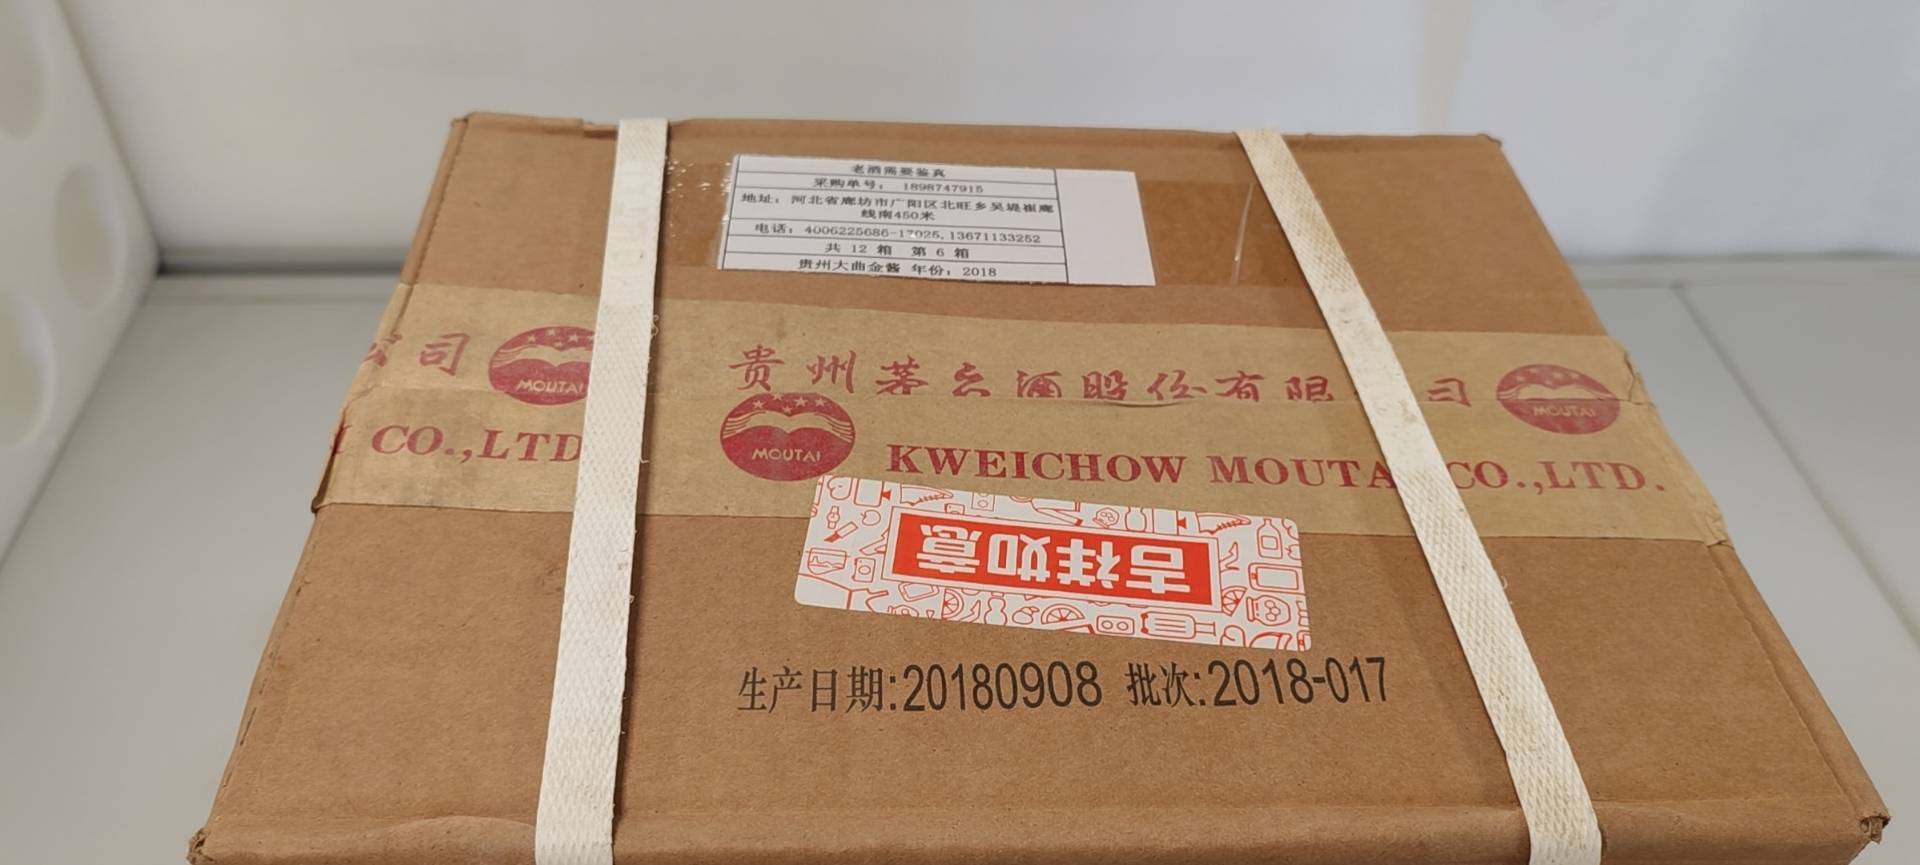 老酒需要鉴真
采购单号： 1898747915
地址：河北省廊坊市广阳区北旺乡吴堤崔廊
线南450米
电话：4006225686-17025,13671133252
共 12 箱 第 6 箱
贵州大曲金酱 年份：2018
公司
MOUTAI
贵州茅台酒股份有限 司
MOUTAI
I CO.,LTD
MOUTAI
KWEICHOW MOUTA CO.,LTD.
吉祥如意
生产日期:20180908 批次:2018-017